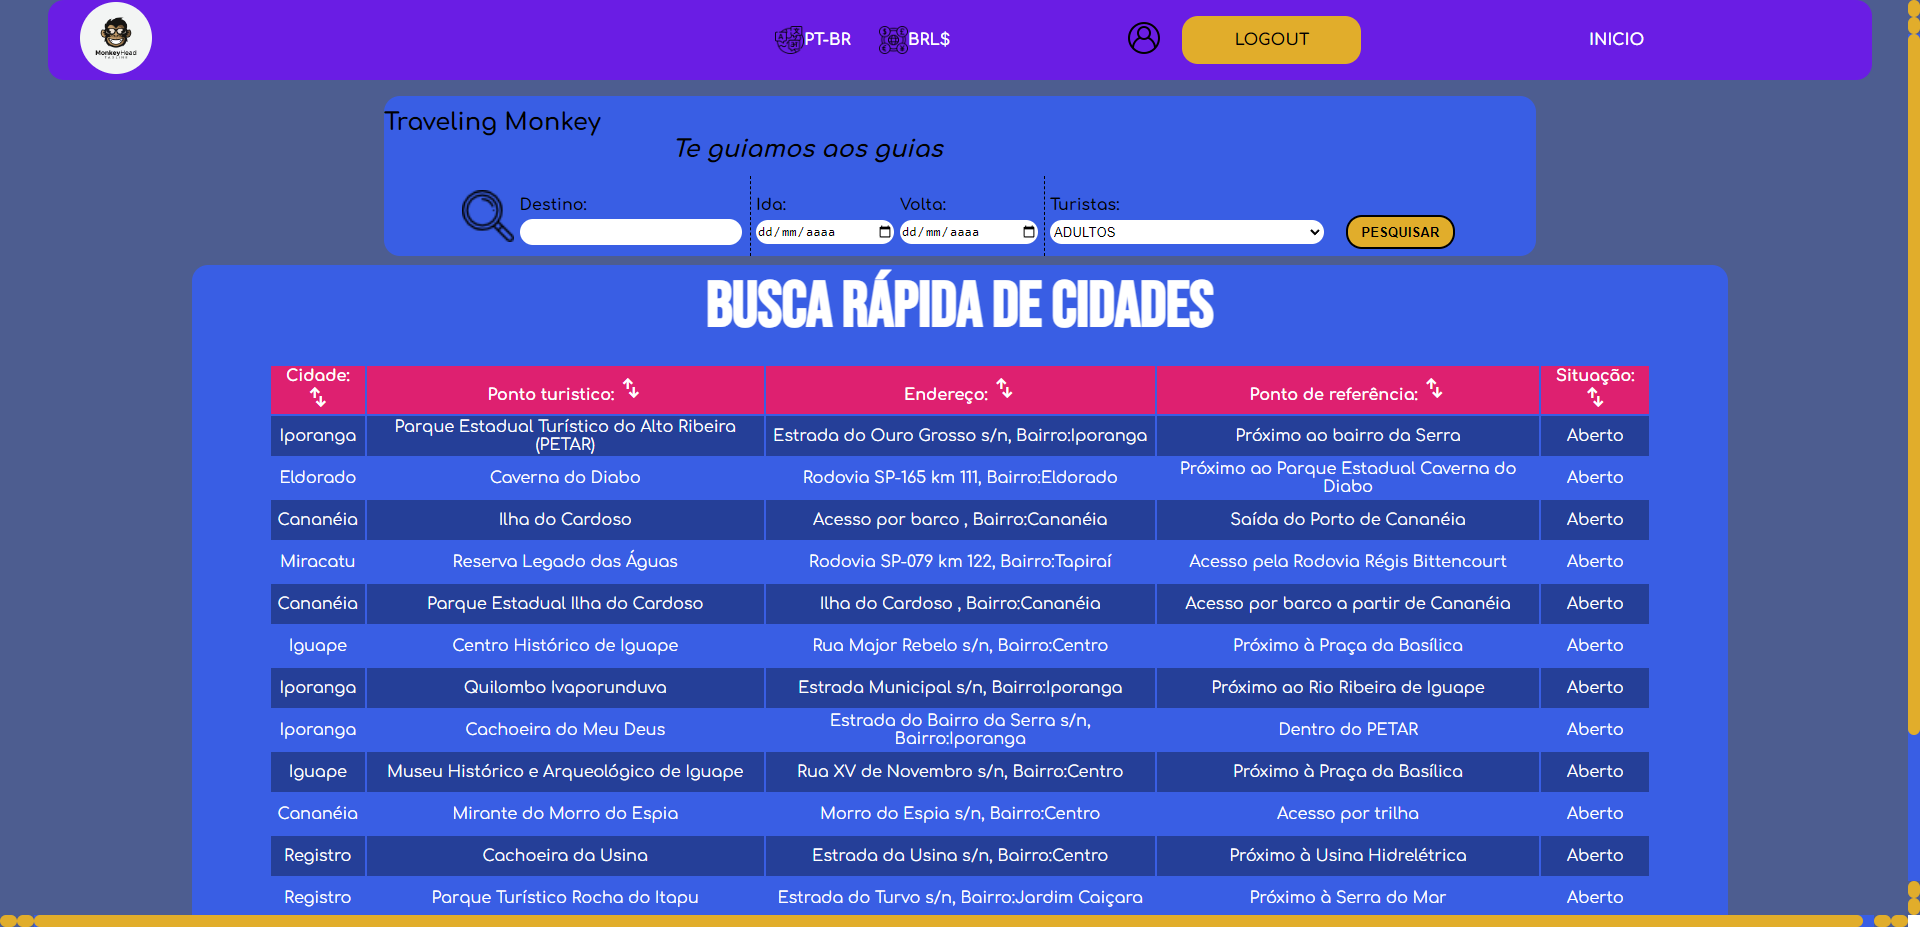 MonkeyHead
PT-BR BRL$ LOGOUT INICIO
Traveling Monkey
Te guiamos aos guias
Destino: Ida: Volta: Turistas:
dd/mm/aaaa dd/mm/aaaa ADULTOS PESQUISAR
BUSCA RÁPIDA DE CIDADES
Cidade: Ponto turistico: Endereço: Ponto de referência: Situação:
Iporanga Parque Estadual Turístico do Alto Ribeira (PETAR) Estrada do Ouro Grosso s/n, Bairro:Iporanga Próximo ao bairro da Serra Aberto
Eldorado Caverna do Diabo Rodovia SP-165 km 111, Bairro:Eldorado Próximo ao Parque Estadual Caverna do Diabo Aberto
Cananéia Ilha do Cardoso Acesso por barco , Bairro:Cananéia Saída do Porto de Cananéia Aberto
Miracatu Reserva Legado das Águas Rodovia SP-079 km 122, Bairro:Tapiraí Acesso pela Rodovia Régis Bittencourt Aberto
Cananéia Parque Estadual Ilha do Cardoso Ilha do Cardoso , Bairro:Cananéia Acesso por barco a partir de Cananéia Aberto
Iguape Centro Histórico de Iguape Rua Major Rebelo s/n, Bairro:Centro Próximo à Praça da Basílica Aberto
Iporanga Quilombo Ivaporunduva Estrada Municipal s/n, Bairro:Iporanga Próximo ao Rio Ribeira de Iguape Aberto
Iporanga Cachoeira do Meu Deus Estrada do Bairro da Serra s/n, Bairro:Iporanga Dentro do PETAR Aberto
Iguape Museu Histórico e Arqueológico de Iguape Rua XV de Novembro s/n, Bairro:Centro Próximo à Praça da Basílica Aberto
Cananéia Mirante do Morro do Espia Morro do Espia s/n, Bairro:Centro Acesso por trilha Aberto
Registro Cachoeira da Usina Estrada da Usina s/n, Bairro:Centro Próximo à Usina Hidrelétrica Aberto
Registro Parque Turístico Rocha do Itapu Estrada do Turvo s/n, Bairro:Jardim Caiçara Próximo à Serra do Mar Aberto